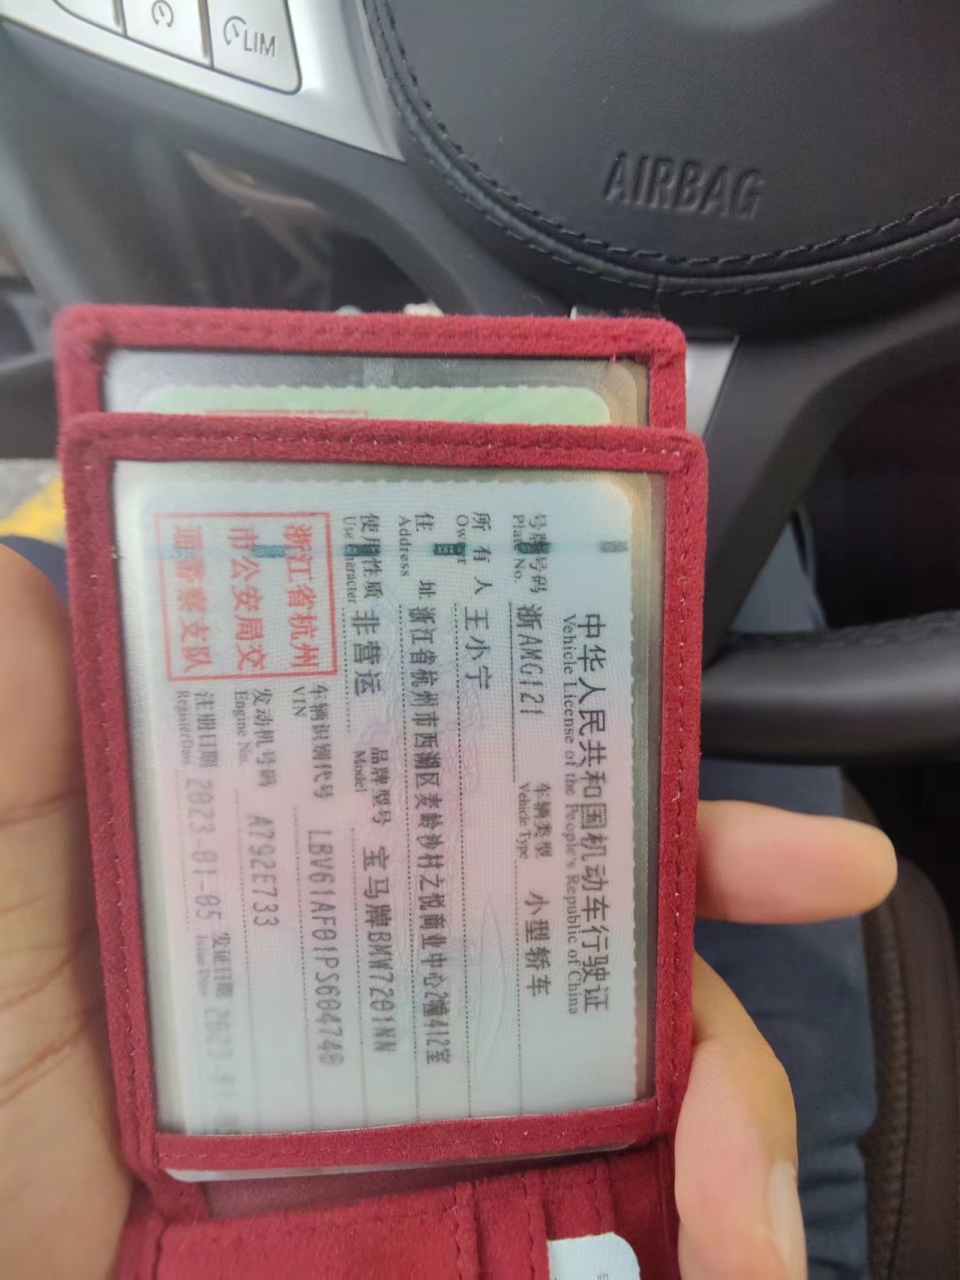 LIM
AIRBAG
中华人民共和国机动车行驶证
Vehicle License of the People's Republic of China
号牌号码 浙AMG121 车辆类型 小型轿车
Plate No. Vehicle Type
所有人 王小宁
Owner
住址 浙江省杭州市西湖区麦岭沙村之悦商业中心2幢412室
Address
使用性质 非营运 品牌型号 宝马牌BMW7201NN
Use Character Model
浙江省杭州
市公安局交
通警察支队
车辆识别代号 LBV61AF01PS684748
VIN
发动机号码 A792E733
Engine No.
注册日期 2023-01-05 发证日期
Register Date Issue Date